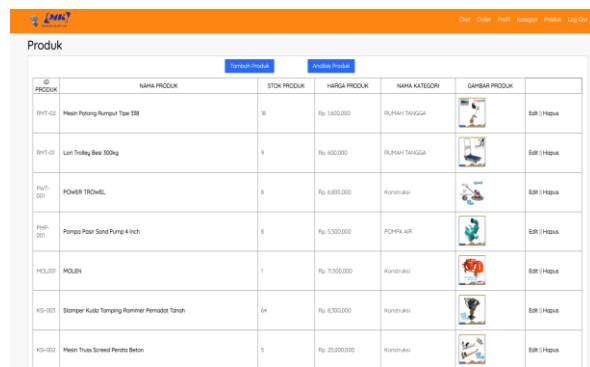 Chat Order Profil Kategori Produk Log Out
Produk
Tambah Produk Analisis Produk
ID PRODUK NAMA PRODUK STOK PRODUK HARGA PRODUK NAMA KATEGORI GAMBAR PRODUK
RMT-02 Mesin Potong Rumput Tipe 338 18 Rp. 1,600,000 RUMAH TANGGA Edit || Hapus
RMT-01 Lori Trolley Besi 300kg 9 Rp. 600,000 RUMAH TANGGA Edit || Hapus
PWT-001 POWER TROWEL 8 Rp. 6,800,000 Konstruksi Edit || Hapus
PMP-001 Pompa Pasir Sand Pump 4 Inch 8 Rp. 5,500,000 POMPA AIR Edit || Hapus
MOL001 MOLEN 1 Rp. 11,500,000 Konstruksi Edit || Hapus
KSI-003 Stamper Kuda Tamping Rammer Pemadat Tanah 64 Rp. 8,500,000 Konstruksi Edit || Hapus
KSI-002 Mesin Truss Screed Perata Beton 5 Rp. 25,000,000 Konstruksi Edit || Hapus